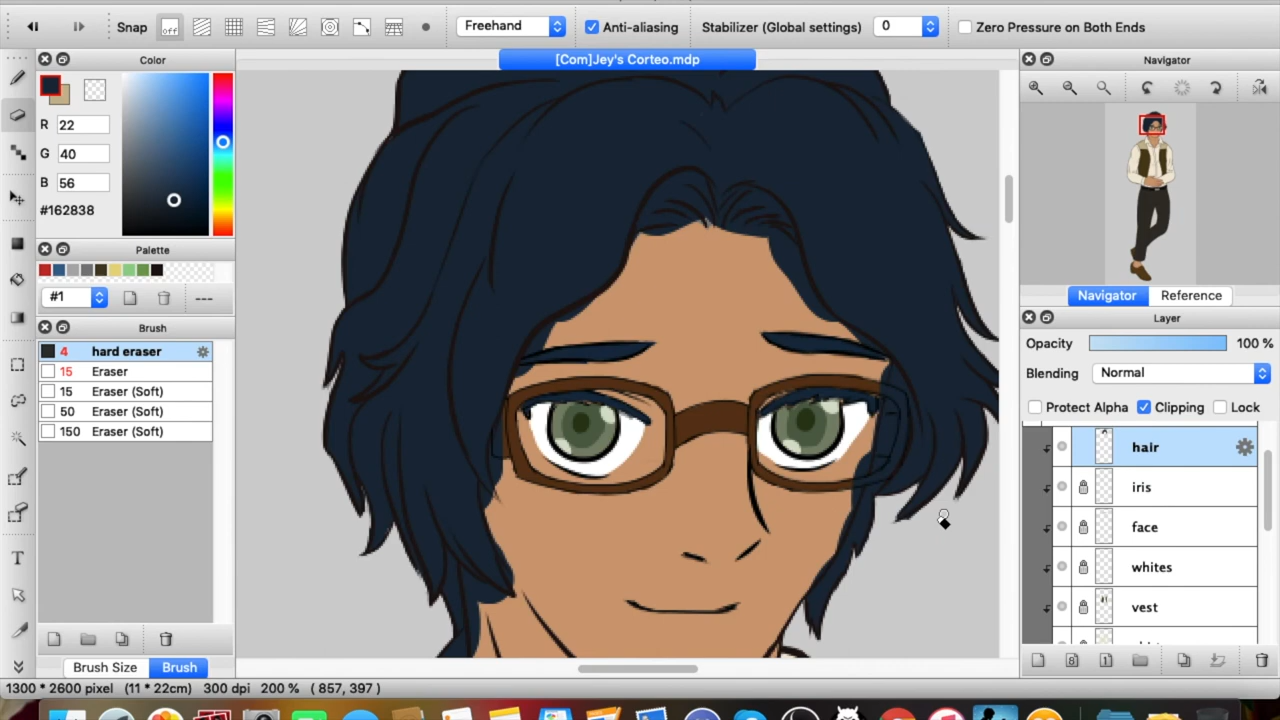 Snap
off
Freehand
Anti-aliasing
Stabilizer (Global settings)
0
Zero Pressure on Both Ends
Color
[Com]Jey's Corteo.mdp
Navigator
R 22
G 40
B 56
#162838
Palette
#1
---
Brush
4 hard eraser
15 Eraser
15 Eraser (Soft)
50 Eraser (Soft)
150 Eraser (Soft)
Brush Size
Brush
Navigator
Reference
Layer
Opacity
100 %
Blending
Normal
Protect Alpha
Clipping
Lock
hair
iris
face
whites
vest
8
1
T
1300 * 2600 pixel (11 * 22cm) 300 dpi 200 % ( 857, 397 )